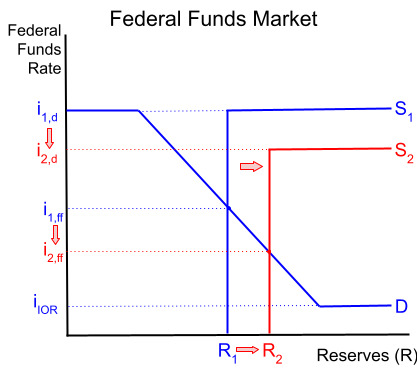 Federal Funds Market
Federal
Funds
Rate
i1,d
S1
i2,d
S2
i1,ff
i2,ff
iIOR
D
R1 R2
Reserves (R)